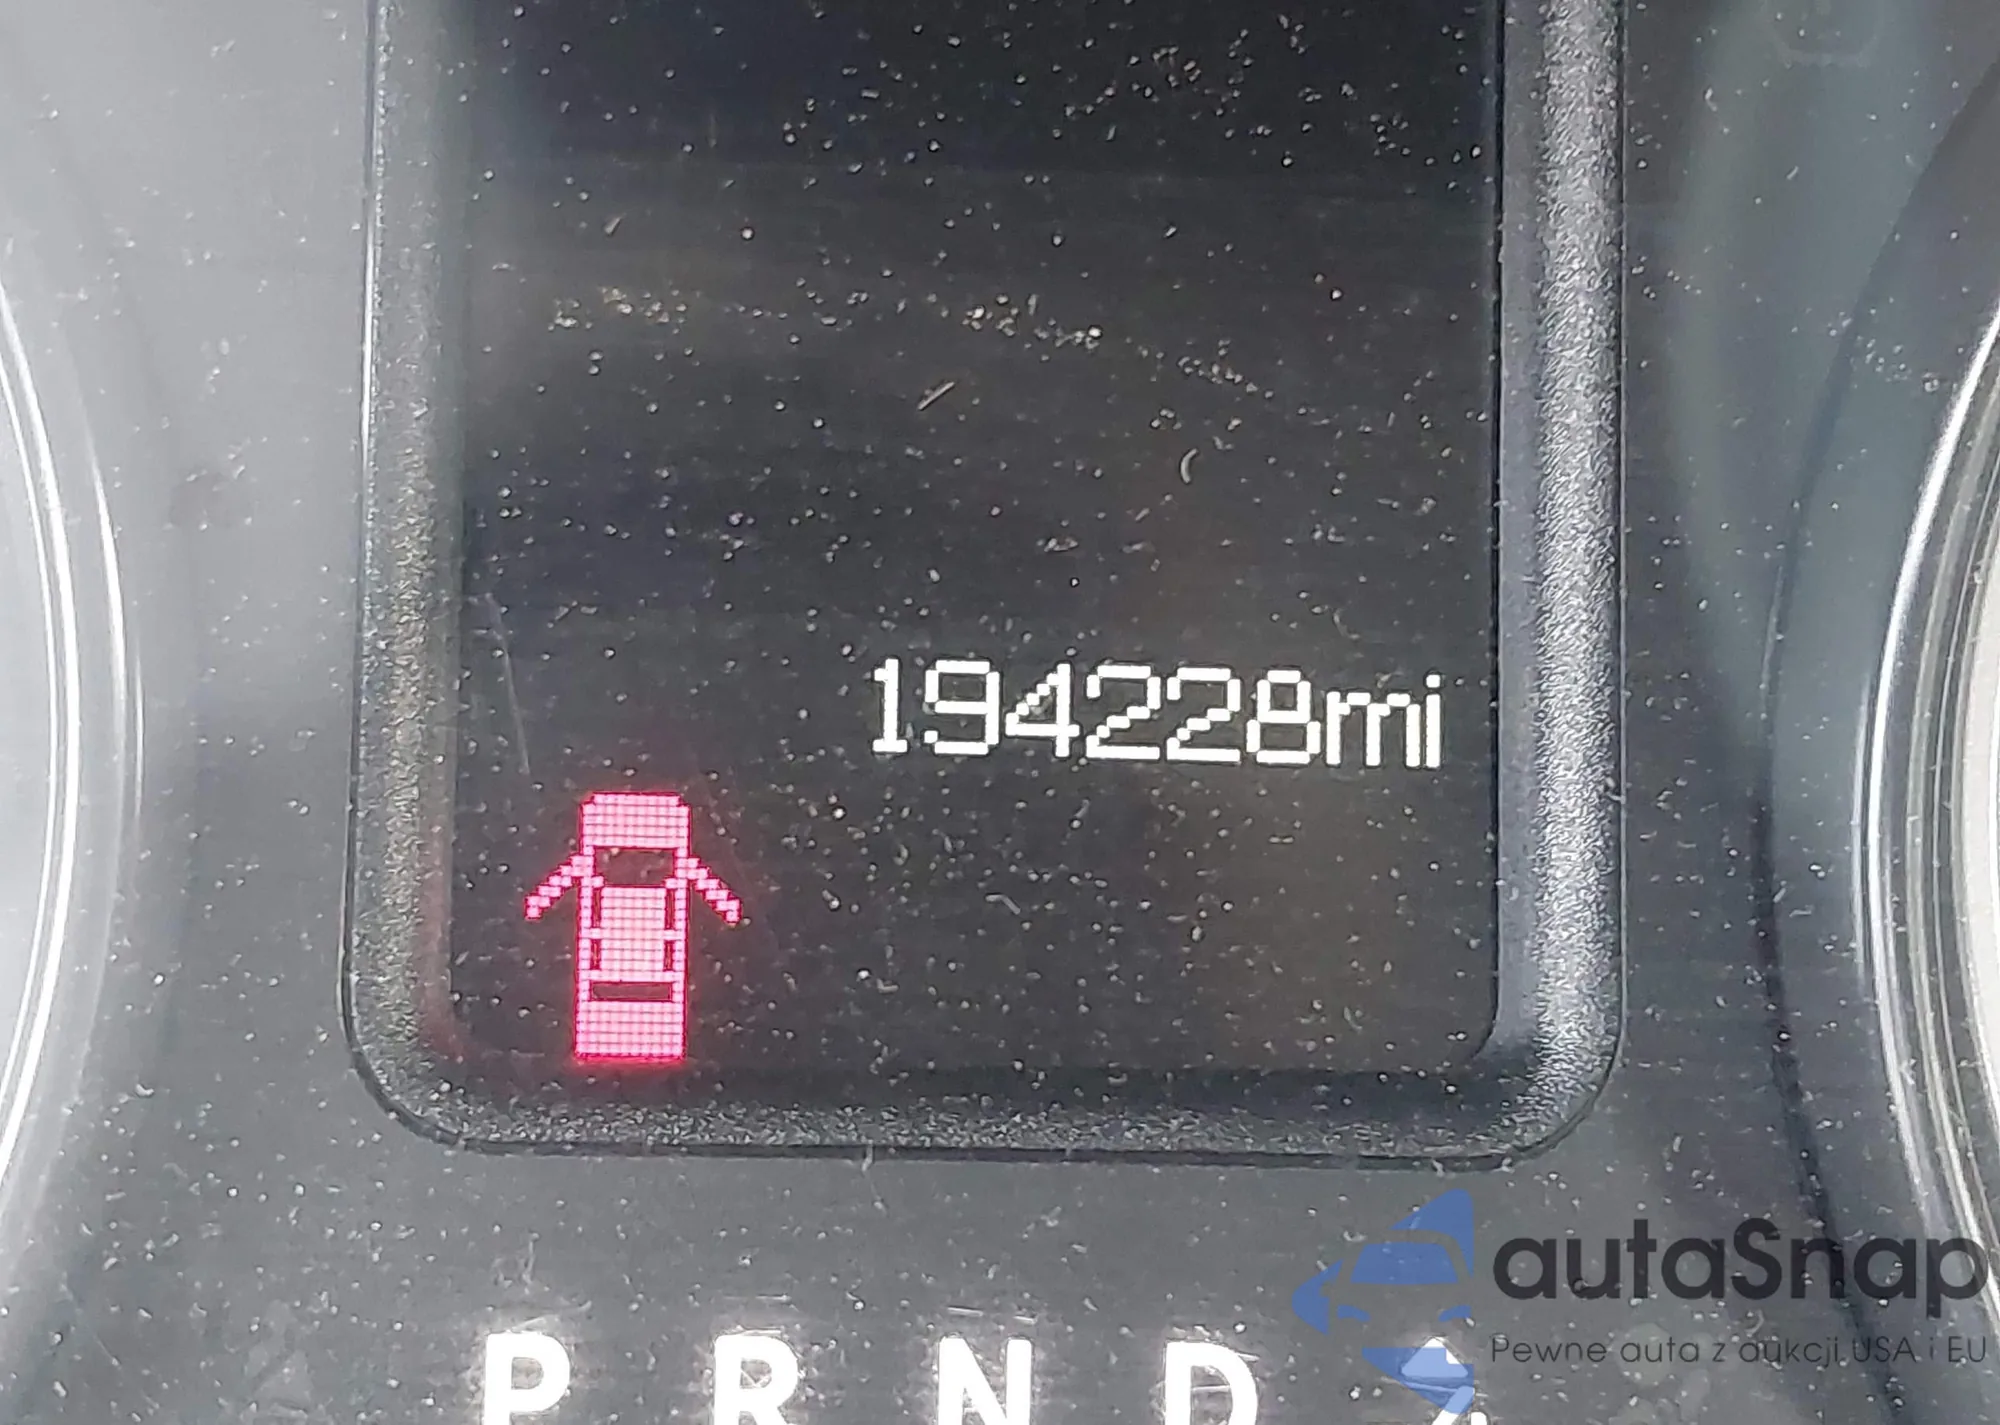 194228mi
P R N D
autaSnap
Pewne auta z aukcji USA i EU